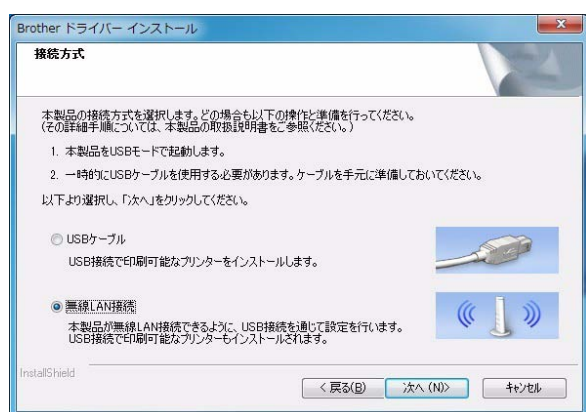 Brother ドライバー インストール
接続方式
本製品の接続方式を選択します。どの場合も以下の操作と準備を行ってください。
(その詳細手順については、本製品の取扱説明書をご参照ください。)
1. 本製品をUSBモードで起動します。
2. 一時的にUSBケーブルを使用する必要があります。ケーブルを手元に準備しておいてください。
以下より選択し、「次へ」をクリックしてください。
USBケーブル
USB接続で印刷可能なプリンターをインストールします。
無線LAN接続
本製品が無線LAN接続できるように、USB接続を通じて設定を行います。
USB接続で印刷可能なプリンターもインストールされます。
InstallShield
< 戻る(B) 次へ (N)> キャンセル